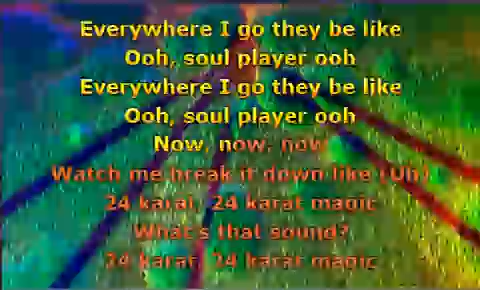 Everywhere I go they be like
Ooh, soul player ooh
Everywhere I go they be like
Ooh, soul player ooh
Now, now, now
Watch me break it down like (Uh)
24 karat, 24 karat magic
What's that sound?
24 karat, 24 karat magic